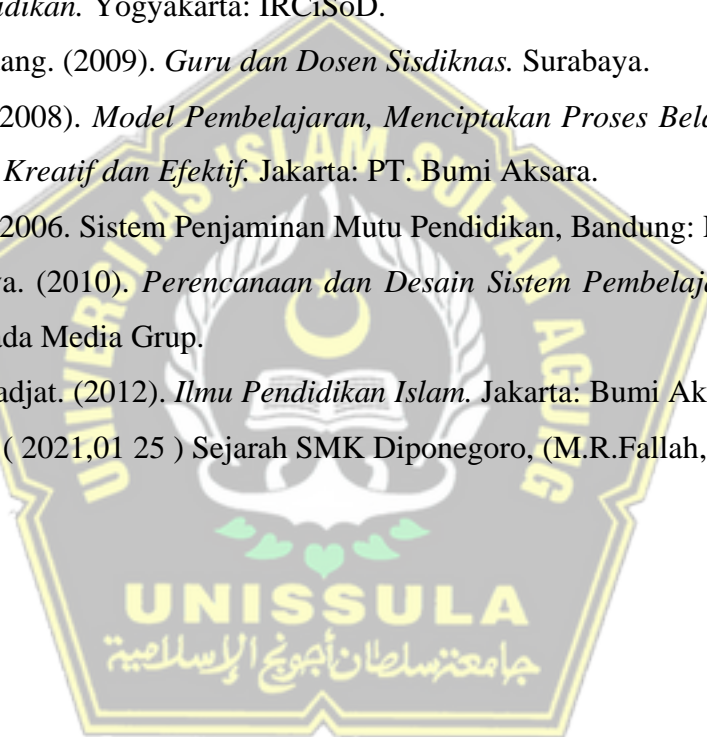 didikan. Yogyakarta: IRCiSoD.
ang. (2009). Guru dan Dosen Sisdiknas. Surabaya.
2008). Model Pembelajaran, Menciptakan Proses Bela
Kreatif dan Efektif. Jakarta: PT. Bumi Aksara.
2006. Sistem Penjaminan Mutu Pendidikan, Bandung:
ya. (2010). Perencanaan dan Desain Sistem Pembelaja
ada Media Grup.
adjat. (2012). Ilmu Pendidikan Islam. Jakarta: Bumi Ak
( 2021,01 25 ) Sejarah SMK Diponegoro, (M.R.Fallah,
UNIVERSITAS ISLAM SULTAN AGUNG
UNISSULA
جامعة سلطان أجونج الإسلامية